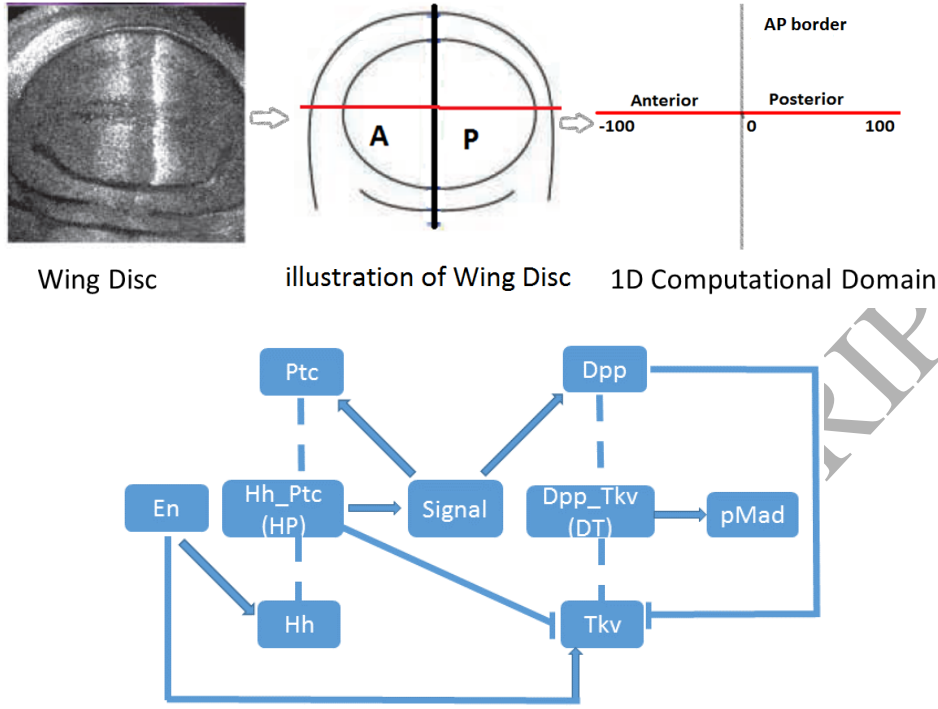 AP border
Anterior
Posterior
-100
0
100
A
P
Wing Disc
illustration of Wing Disc
1D Computational Domain
RIP
Ptc
Dpp
En
Hh_Ptc
(HP)
Signal
Dpp_Tkv
(DT)
pMad
Hh
Tkv